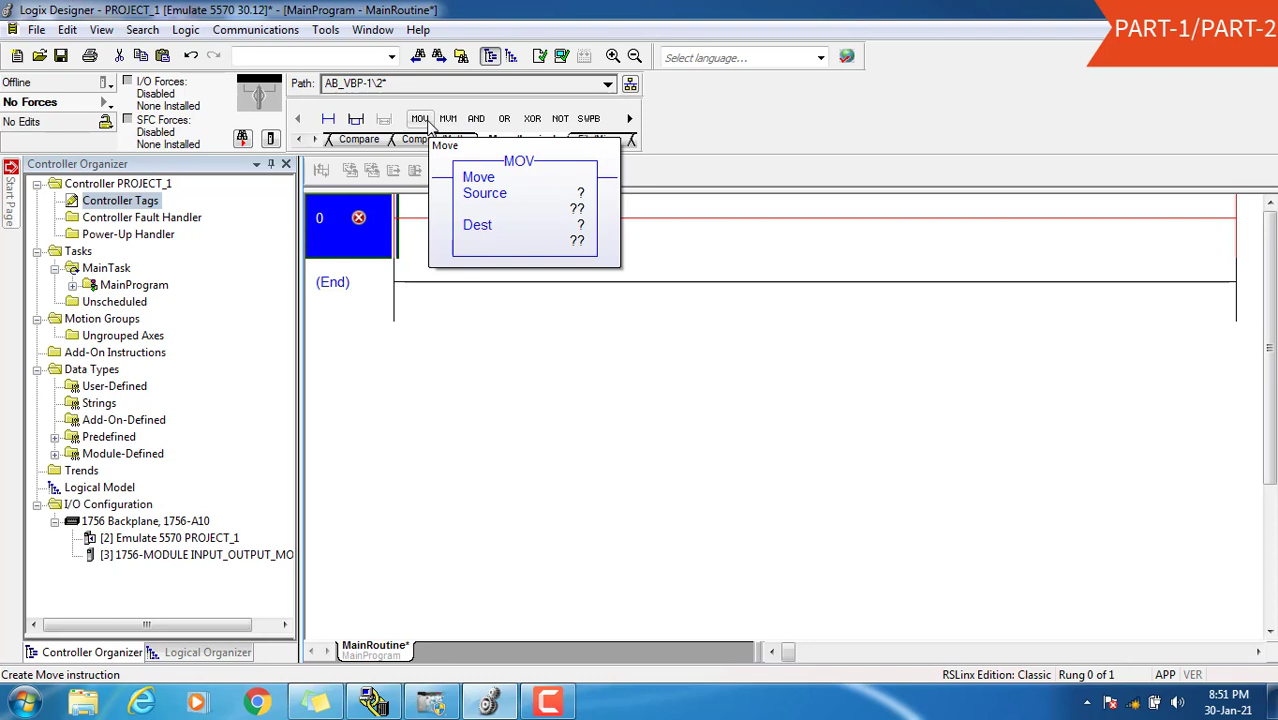 Logix Designer - PROJECT_1 [Emulate 5570 30.12]* - [MainProgram - MainRoutine*]
PART-1/PART-2
File Edit View Search Logic Communications Tools Window Help
Select language...
Offline
No Forces
No Edits
I/O Forces:
Disabled
None Installed
SFC Forces:
Disabled
None Installed
Path: AB_VBP-1\2*
MOV MVM AND OR XOR NOT SWPB
Compare
Move
MOV
Move
Source ?
??
Dest ?
??
Start Page
Controller Organizer
Controller PROJECT_1
Controller Tags
Controller Fault Handler
Power-Up Handler
Tasks
MainTask
MainProgram
Unscheduled
Motion Groups
Ungrouped Axes
Add-On Instructions
Data Types
User-Defined
Strings
Add-On-Defined
Predefined
Module-Defined
Trends
Logical Model
I/O Configuration
1756 Backplane, 1756-A10
[2] Emulate 5570 PROJECT_1
[3] 1756-MODULE INPUT_OUTPUT_MO
Controller Organizer
Logical Organizer
0
(End)
MainRoutine*
MainProgram
Create Move instruction
RSLinx Edition: Classic Rung 0 of 1 APP VER
8:51 PM
30-Jan-21